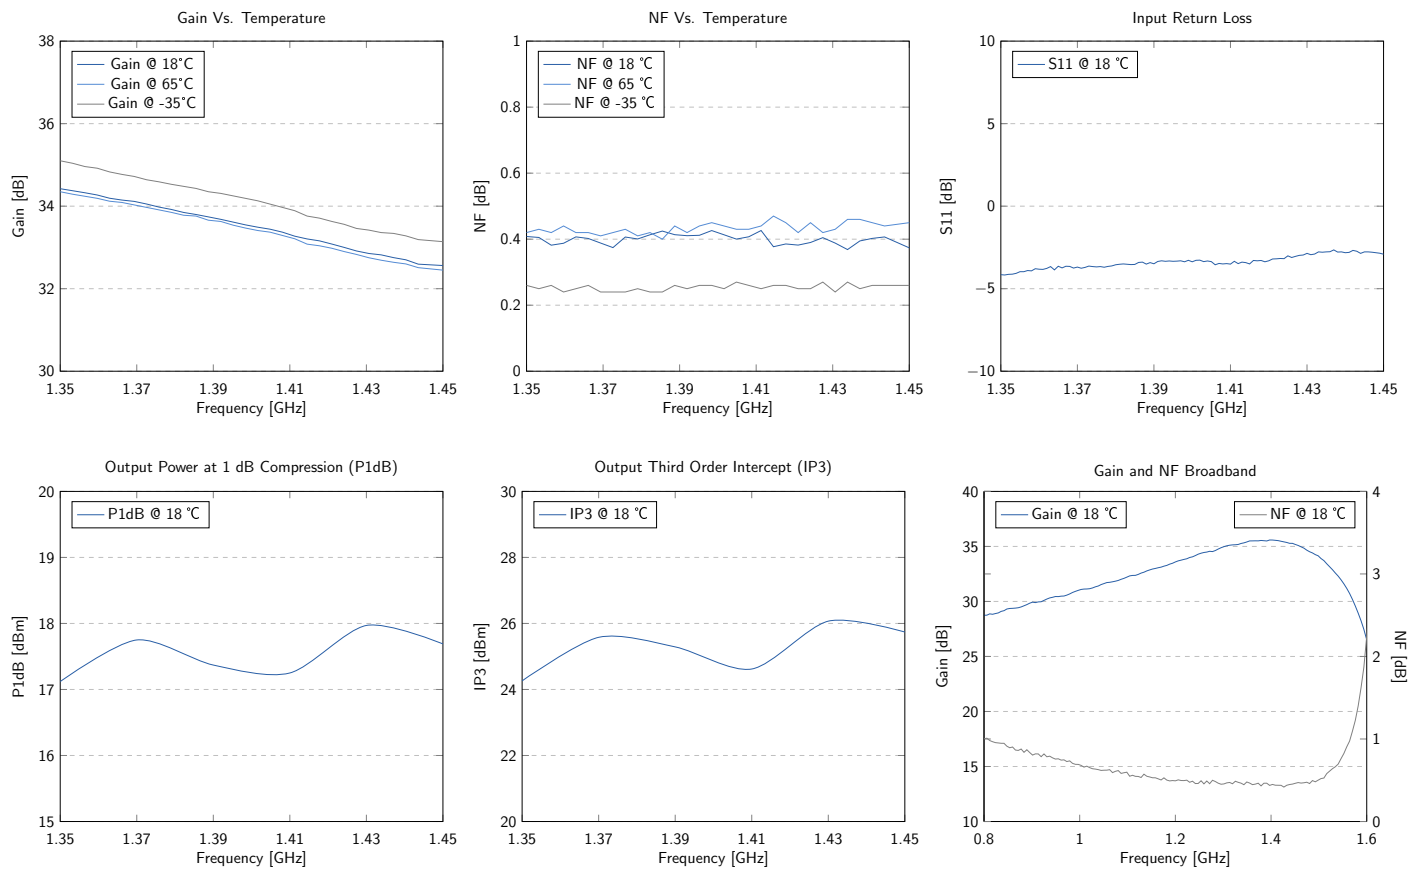 Gain Vs. Temperature
38
36
34
32
30
Gain [dB]
Gain @ 18°C
Gain @ 65°C
Gain @ -35°C
1.35 1.37 1.39 1.41 1.43 1.45
Frequency [GHz]
NF Vs. Temperature
1
0.8
0.6
0.4
0.2
0
NF [dB]
NF @ 18 ℃
NF @ 65 ℃
NF @ -35 ℃
1.35 1.37 1.39 1.41 1.43 1.45
Frequency [GHz]
Input Return Loss
10
5
0
−5
−10
S11 [dB]
S11 @ 18 ℃
1.35 1.37 1.39 1.41 1.43 1.45
Frequency [GHz]
Output Power at 1 dB Compression (P1dB)
20
19
18
17
16
15
P1dB [dBm]
P1dB @ 18 ℃
1.35 1.37 1.39 1.41 1.43 1.45
Frequency [GHz]
Output Third Order Intercept (IP3)
30
28
26
24
22
20
IP3 [dBm]
IP3 @ 18 ℃
1.35 1.37 1.39 1.41 1.43 1.45
Frequency [GHz]
Gain and NF Broadband
40
35
30
25
20
15
10
Gain [dB]
Gain @ 18 ℃
NF @ 18 ℃
4
3
2
1
0
NF [dB]
0.8 1 1.2 1.4 1.6
Frequency [GHz]